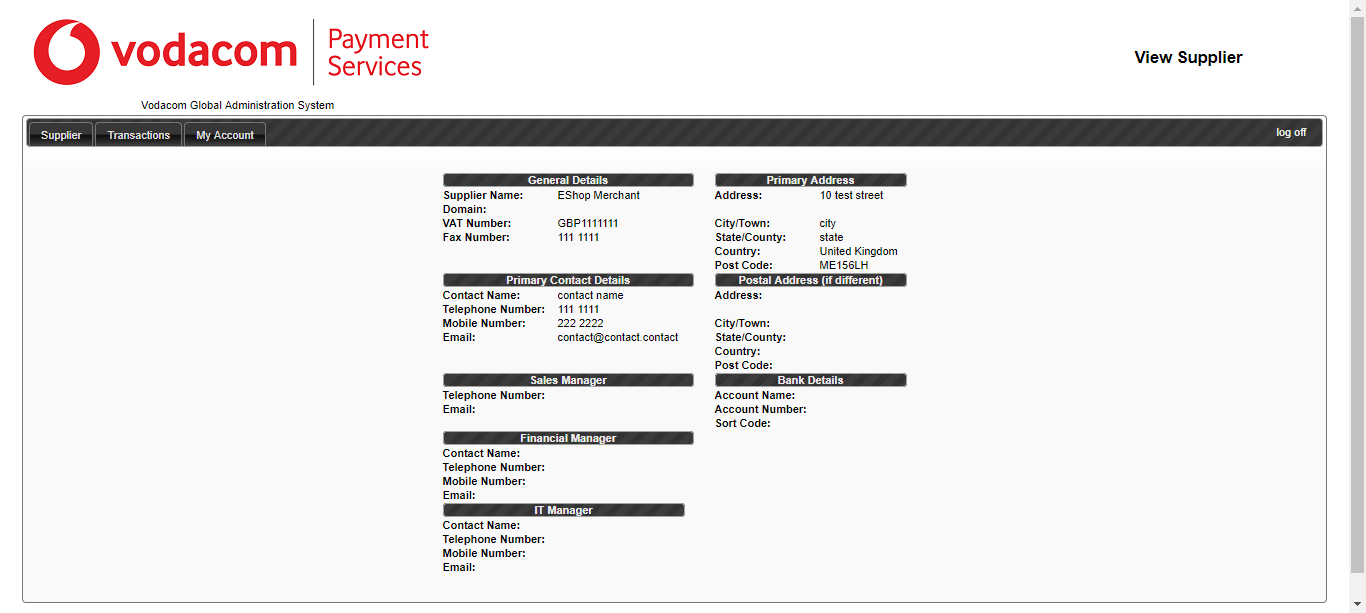 vodacom
Payment
Services
View Supplier
Vodacom Global Administration System
Supplier
Transactions
My Account
log off
General Details
Supplier Name: EShop Merchant
Domain:
VAT Number: GBP1111111
Fax Number: 111 1111
Primary Address
Address: 10 test street
City/Town: city
State/County: state
Country: United Kingdom
Post Code: ME156LH
Primary Contact Details
Contact Name: contact name
Telephone Number: 111 1111
Mobile Number: 222 2222
Email: contact@contact.contact
Postal Address (if different)
Address:
City/Town:
State/County:
Country:
Post Code:
Sales Manager
Telephone Number:
Email:
Bank Details
Account Name:
Account Number:
Sort Code:
Financial Manager
Contact Name:
Telephone Number:
Mobile Number:
Email:
IT Manager
Contact Name:
Telephone Number:
Mobile Number:
Email: